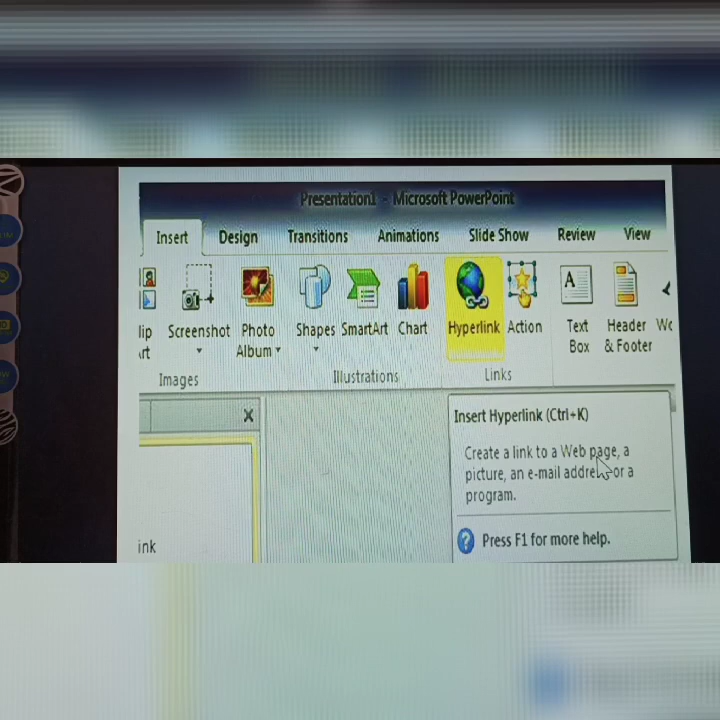 Presentation1 - Microsoft PowerPoint
Insert Design Transitions Animations Slide Show Review View
lip Screenshot Photo Shapes SmartArt Chart Hyperlink Action Text Header
Album Box & Footer
Images Illustrations Links
Insert Hyperlink (Ctrl+K)
Create a link to a Web page, a
picture, an e-mail addre or a
program.
Press F1 for more help.
ink